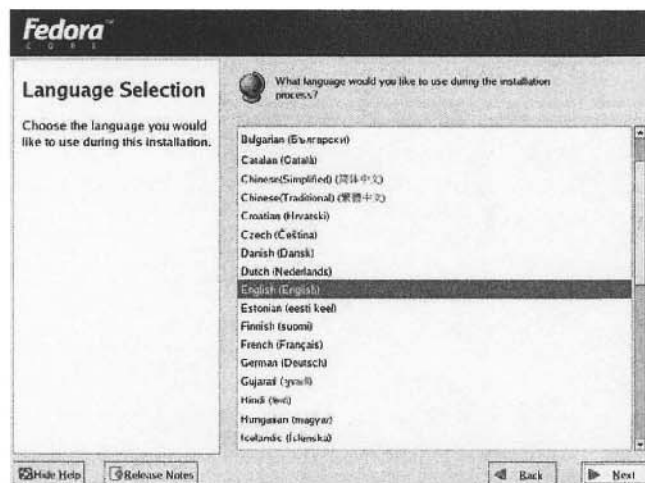 Fedora™
CORE
Language Selection
Choose the language you would
like to use during this installation.
What language would you like to use during the installation
process?
Bulgarian (Български)
Catalan (Català)
Chinese(Simplified) (简体中文)
Chinese(Traditional) (繁體中文)
Croatian (Hrvatski)
Czech (Čeština)
Danish (Dansk)
Dutch (Nederlands)
English (English)
Estonian (eesti keel)
Finnish (suomi)
French (Français)
German (Deutsch)
Gujarati
Hindi
Hungarian (magyar)
Icelandic (Íslenska)
Hide Help
Release Notes
Back
Next